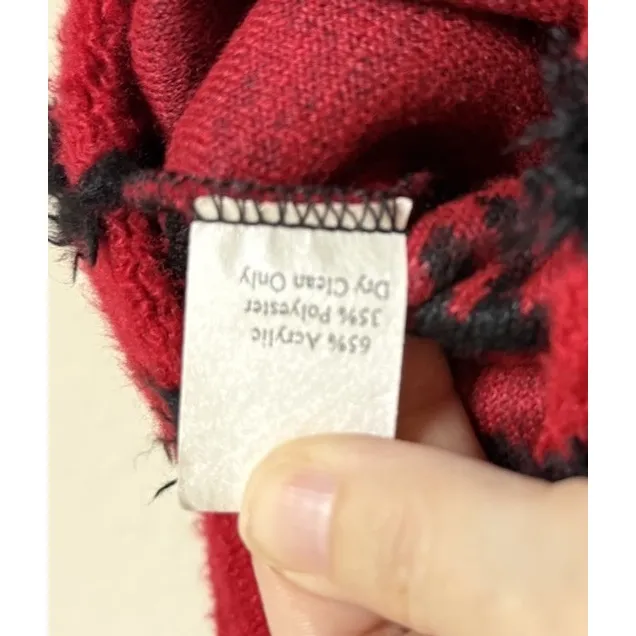 65% Acrylic
35% Polyester
Dry Clean Only